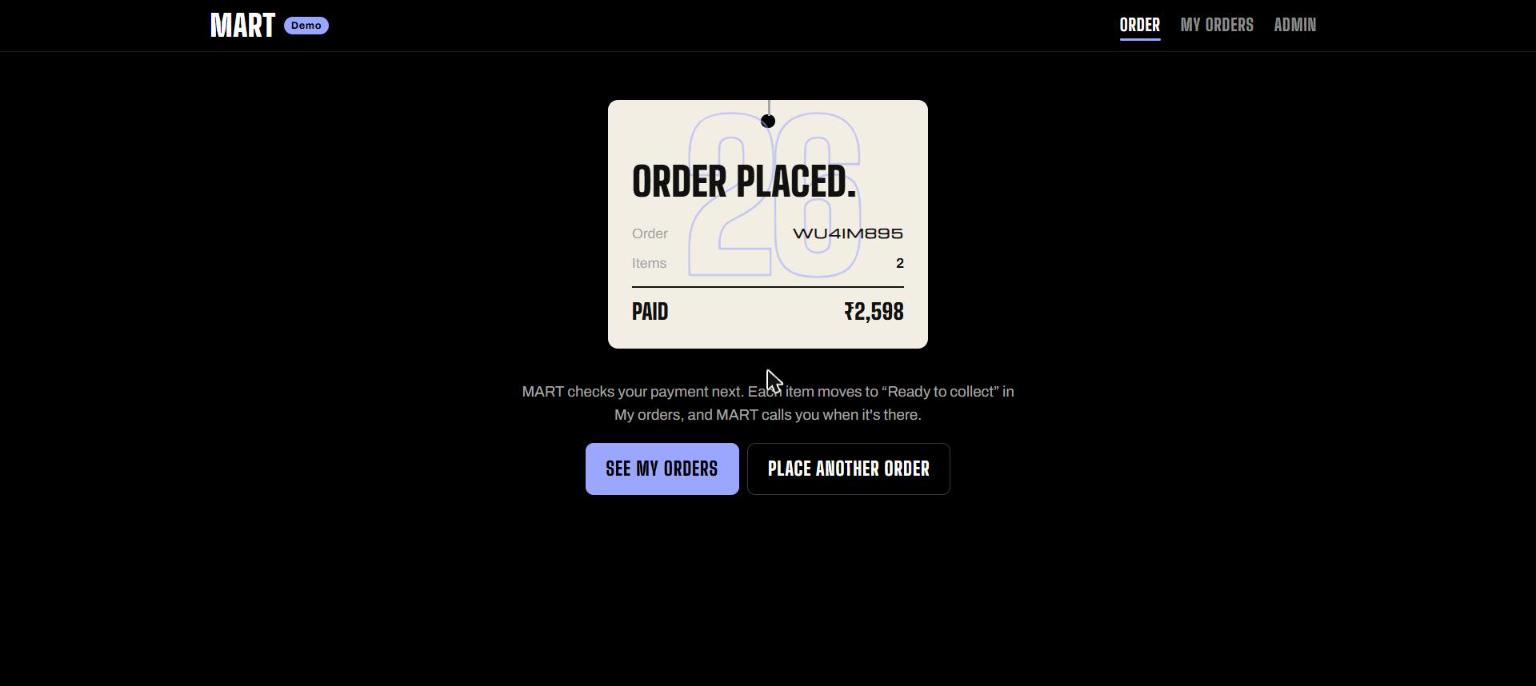 MART Demo
ORDER MY ORDERS ADMIN
26
ORDER PLACED.
Order WU4IM895
Items 2
PAID ₹2,598
MART checks your payment next. Each item moves to “Ready to collect” in
My orders, and MART calls you when it's there.
SEE MY ORDERS PLACE ANOTHER ORDER